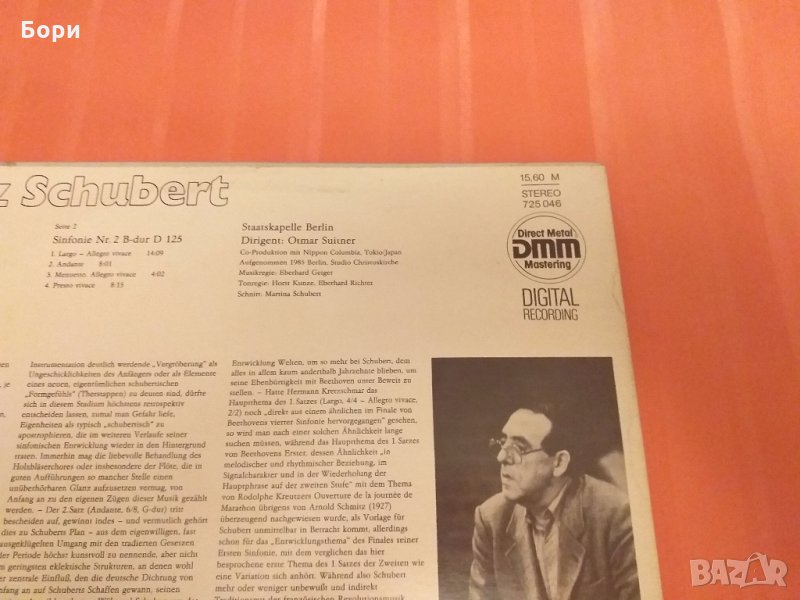 Бори
z Schubert
15,60 M
STEREO
725 046
Direct Metal
DMM
Mastering
DIGITAL
RECORDING
Seite 2
Sinfonie Nr. 2 B-dur D 125
1. Largo – Allegro vivace 14:09
2. Andante 8:01
3. Menuetto. Allegro vivace 4:02
4. Presto vivace 8:15
Staatskapelle Berlin
Dirigent: Otmar Suitner
Co-Produktion mit Nippon Columbia, Tokio/Japan
Aufgenommen 1985 Berlin, Studio Christuskirche
Musikregie: Eberhard Geiger
Tonregie: Horst Kunze, Eberhard Richter
Schnitt: Martina Schubert
Instrumentation deutlich werdende „Vergröberung“ als
Ungeschicklichkeiten des Anfängers oder als Elemente
eines neuen, eigentümlichen schubertischen
„Formgefühls“ (Therstappen) zu deuten sind, dürfte
sich in diesem Stadium höchstens retrospektiv
entscheiden lassen, zumal man Gefahr liefe,
Eigenheiten als typisch „schubertisch“ zu
apostrophieren, die im weiteren Verlaufe seiner
sinfonischen Entwicklung wieder in den Hintergrund
traten. Immerhin mag die liebevolle Behandlung des
Holzbläserchores oder insbesondere der Flöte, die in
guten Aufführungen so mancher Stelle einen
unüberhörbaren Glanz aufzusetzen vermag, von
Anfang an zu den eigenen Zügen dieser Musik gezählt
werden. – Der 2. Satz (Andante, 6/8, G-dur) tritt
bescheiden auf, gewinnt indes – und vermutlich gehört
dies zu Schuberts Plan – aus dem eigenwilligen, fast
ausgeklügelten Umgang mit den tradierten Gesetzen
der Periode höchst kunstvoll zu nennende, aber nicht
im geringsten eklektische Strukturen, an denen wohl
der zentrale Einfluß, den die deutsche Dichtung von
Anfang an auf Schuberts Schaffen gewann, seinen
Entwicklung Welten, um so mehr bei Schubert, dem
alles in allem kaum anderthalb Jahrzehnte blieben, um
seine Ebenbürtigkeit mit Beethoven unter Beweis zu
stellen. – Hatte Hermann Kretzschmar das
Hauptthema des 1. Satzes (Largo, 4/4 – Allegro vivace,
2/2) noch „direkt aus einem ähnlichen im Finale von
Beethovens vierter Sinfonie hervorgegangen“ gesehen,
so wird man nach einer solchen Ähnlichkeit lange
suchen müssen, während das Hauptthema des 1. Satzes
von Beethovens Erster, dessen Ähnlichkeit „in
melodischer und rhythmischer Beziehung, im
Signalcharakter und in der Wiederholung der
Hauptphrase auf der zweiten Stufe“ mit dem Thema
von Rodolphe Kreutzers Ouverture de la journée de
Marathon übrigens von Arnold Schmitz (1927)
überzeugend nachgewiesen wurde, als Vorlage für
Schubert unmittelbar in Betracht kommt, allerdings
schon für das „Entwicklungsthema“ des Finales seiner
Ersten Sinfonie, mit dem verglichen das hier
besprochene erste Thema des 1. Satzes der Zweiten wie
eine Variation sich anhört. Während also Schubert
mehr oder weniger unbewußt und indirekt
Traditionen der französischen Revolutionsmusik
BAZAR